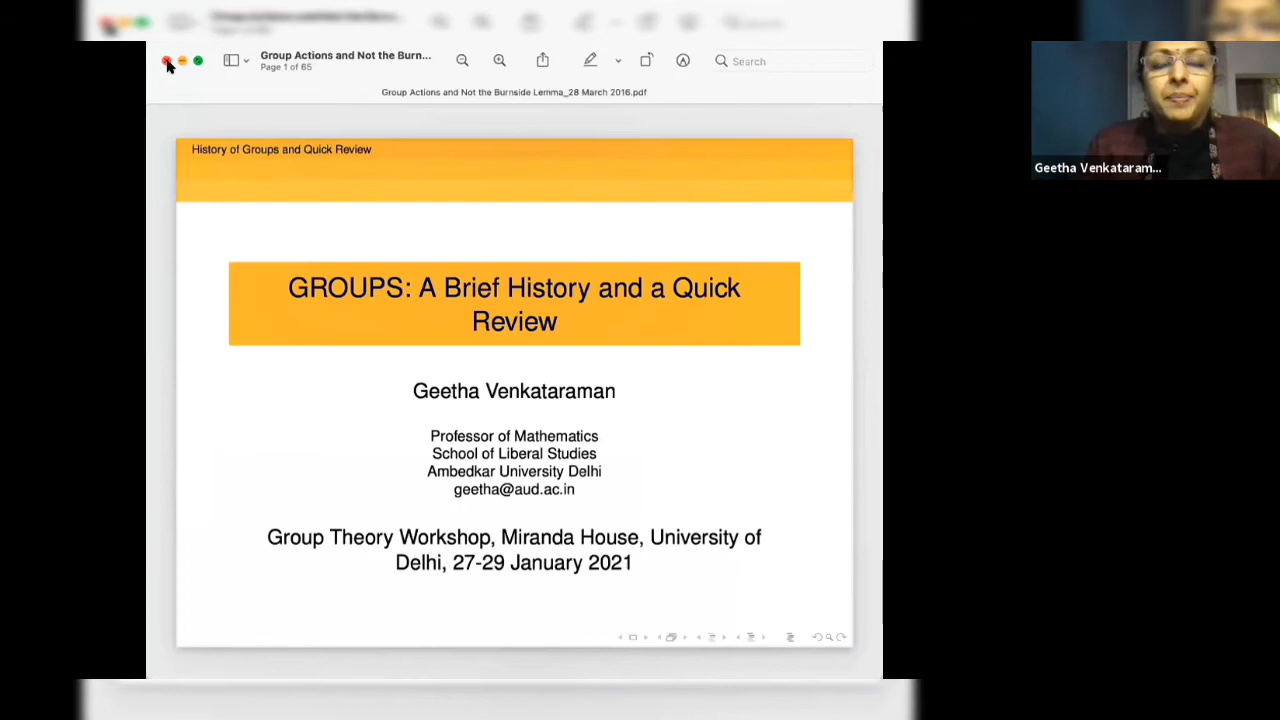 Group Actions and Not the Burn...
Page 1 of 65
Search
Group Actions and Not the Burnside Lemma_28 March 2016.pdf
History of Groups and Quick Review
GROUPS: A Brief History and a Quick
Review
Geetha Venkataraman
Professor of Mathematics
School of Liberal Studies
Ambedkar University Delhi
geetha@aud.ac.in
Group Theory Workshop, Miranda House, University of
Delhi, 27-29 January 2021
Geetha Venkataram...